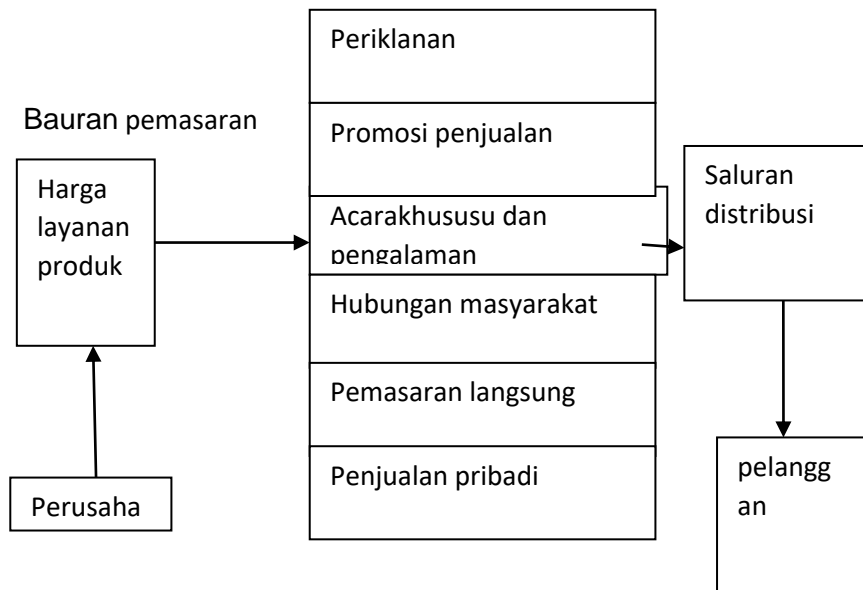 Bauran pemasaran
Harga
layanan
produk
Perusaha
Periklanan
Promosi penjualan
Acarakhususu dan
pengalaman
Hubungan masyarakat
Pemasaran langsung
Penjualan pribadi
Saluran
distribusi
pelangg
an